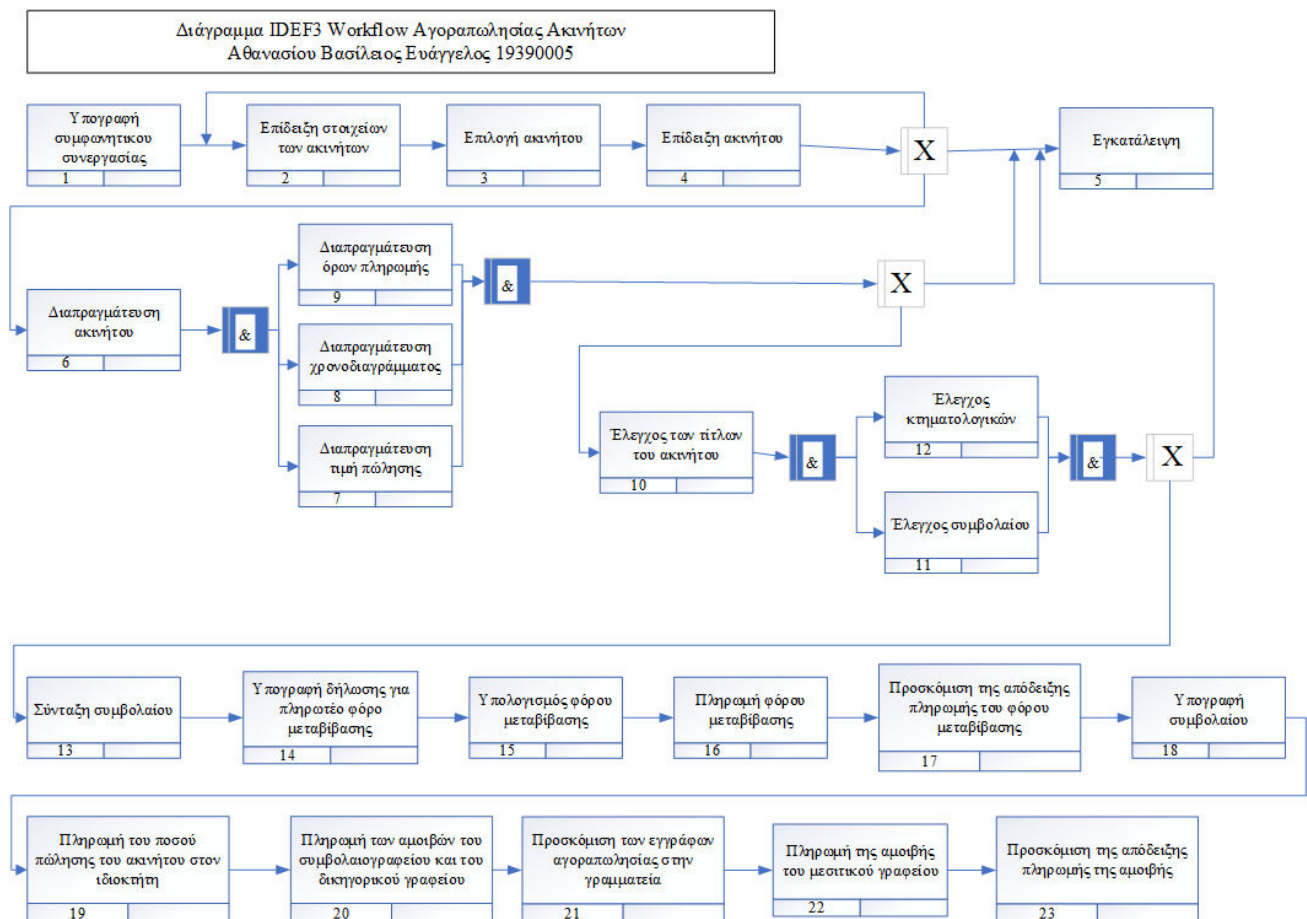 Διάγραμμα IDEF3 Workflow Αγοραπωλησίας Ακινήτων
Αθανασίου Βασίλειος Ευάγγελος 19390005
Υπογραφή
συμφωνητικου
συνεργασίας
1
Επίδειξη στοιχείων
των ακινήτων
2
Επιλογή ακινήτου
3
Επίδειξη ακινήτου
4
X
Εγκατάλειψη
5
Διαπραγμάτευση
ακινήτου
6
&
Διαπραγμάτευση
όρων πληρωμής
9
Διαπραγμάτευση
χρονοδιαγράμματος
8
Διαπραγμάτευση
τιμή πώλησης
7
&
X
Έλεγχος των τίτλων
του ακινήτου
10
&
Έλεγχος
κτηματολογικών
12
Έλεγχος συμβολαίου
11
&
X
Σύνταξη συμβολαίου
13
Υπογραφή δήλωσης για
πληρωτέο φόρο
μεταβίβασης
14
Υπολογισμός φόρου
μεταβίβασης
15
Πληρωμή φόρου
μεταβίβασης
16
Προσκόμιση της απόδειξης
πληρωμής του φόρου
μεταβίβασης
17
Υπογραφή
συμβολαίου
18
Πληρωμή του ποσού
πώλησης του ακινήτου στον
ιδιοκτήτη
19
Πληρωμή των αμοιβών του
συμβολαιογραφείου και του
δικηγορικού γραφείου
20
Προσκόμιση των εγγράφων
αγοραπωλησίας στην
γραμματεία
21
Πληρωμή της αμοιβής
του μεσιτικού γραφείου
22
Προσκόμιση της απόδειξης
πληρωμής της αμοιβής
23